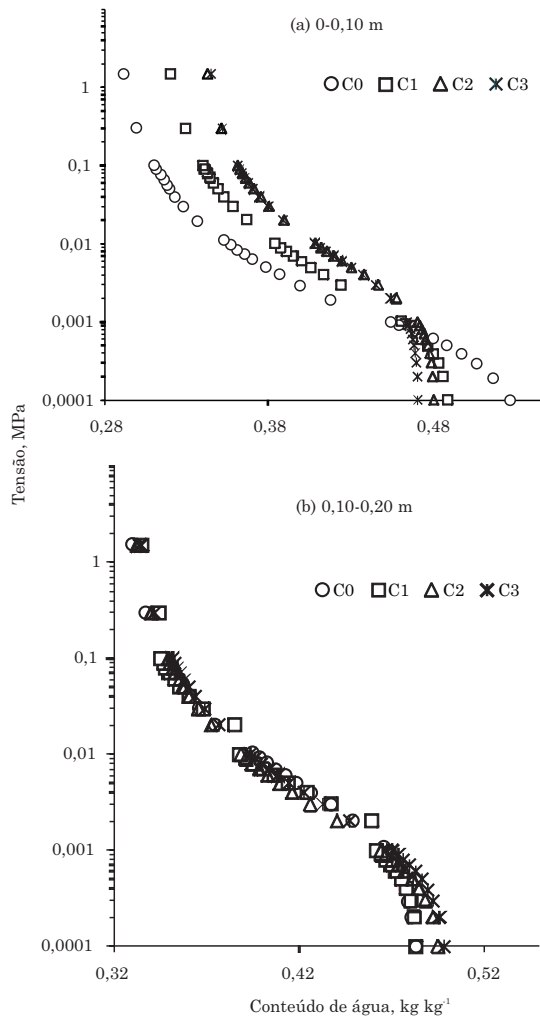 (a) 0-0,10 m
C0 C1 C2 C3
1
0,1
0,01
0,001
0,0001
0,28 0,38 0,48
Tensão, MPa
(b) 0,10-0,20 m
C0 C1 C2 C3
1
0,1
0,01
0,001
0,0001
0,32 0,42 0,52
Conteúdo de água, kg kg⁻¹